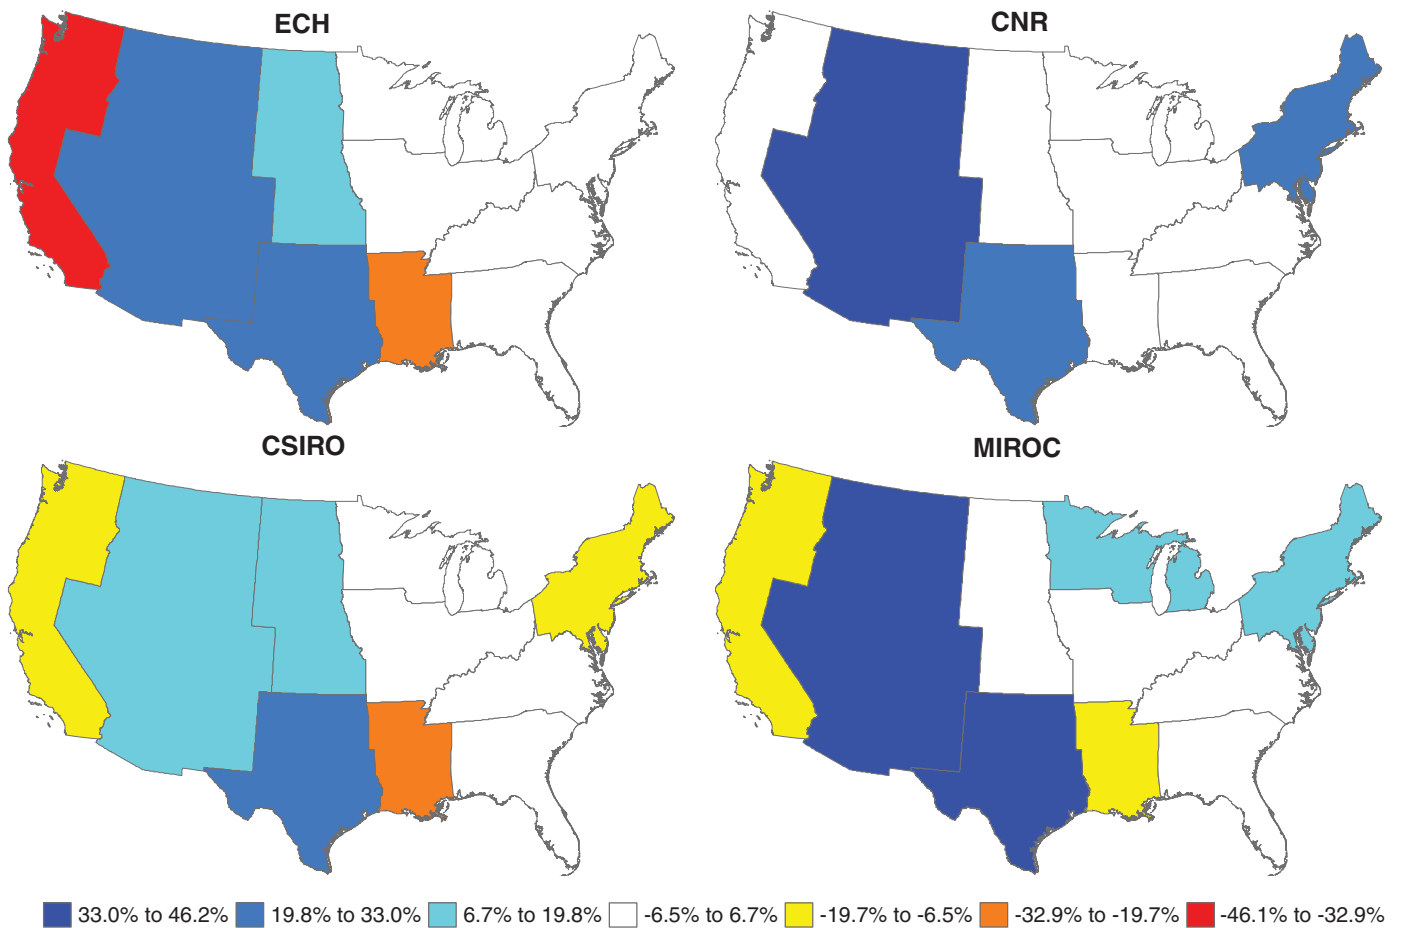 ECH
CNR
CSIRO
MIROC
33.0% to 46.2% 19.8% to 33.0% 6.7% to 19.8% -6.5% to 6.7% -19.7% to -6.5% -32.9% to -19.7% -46.1% to -32.9%